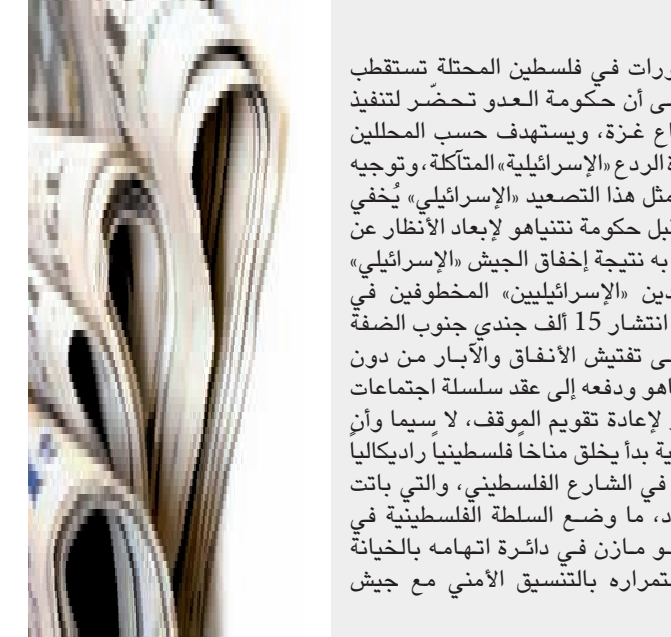 ورات في فلسطين المحتلة تستقطب
ى أن حكومة العدو تحضّر لتنفيذ
اع غزة، ويستهدف حسب المحللين
ة الردع «الإسرائيلية» المتآكلة، وتوجيه
مثل هذا التصعيد «الإسرائيلي» يُخفي
بل حكومة نتنياهو لإبعاد الأنظار عن
به نتيجة إخفاق الجيش «الإسرائيلي»
دين «الإسرائيليين» المخطوفين في
انتشار 15 ألف جندي جنوب الضفة
ى تفتيش الأنفاق والآبار من دون
اهو ودفعه إلى عقد سلسلة اجتماعات
و لإعادة تقويم الموقف، لا سيما وأن
ية بدأ يخلق مناخاً فلسطينياً راديكالياً
في الشارع الفلسطيني، والتي باتت
د، ما وضع السلطة الفلسطينية في
ـو مازن في دائرة اتهامه بالخيانة
ـتمراره بالتنسيق الأمني مع جيش